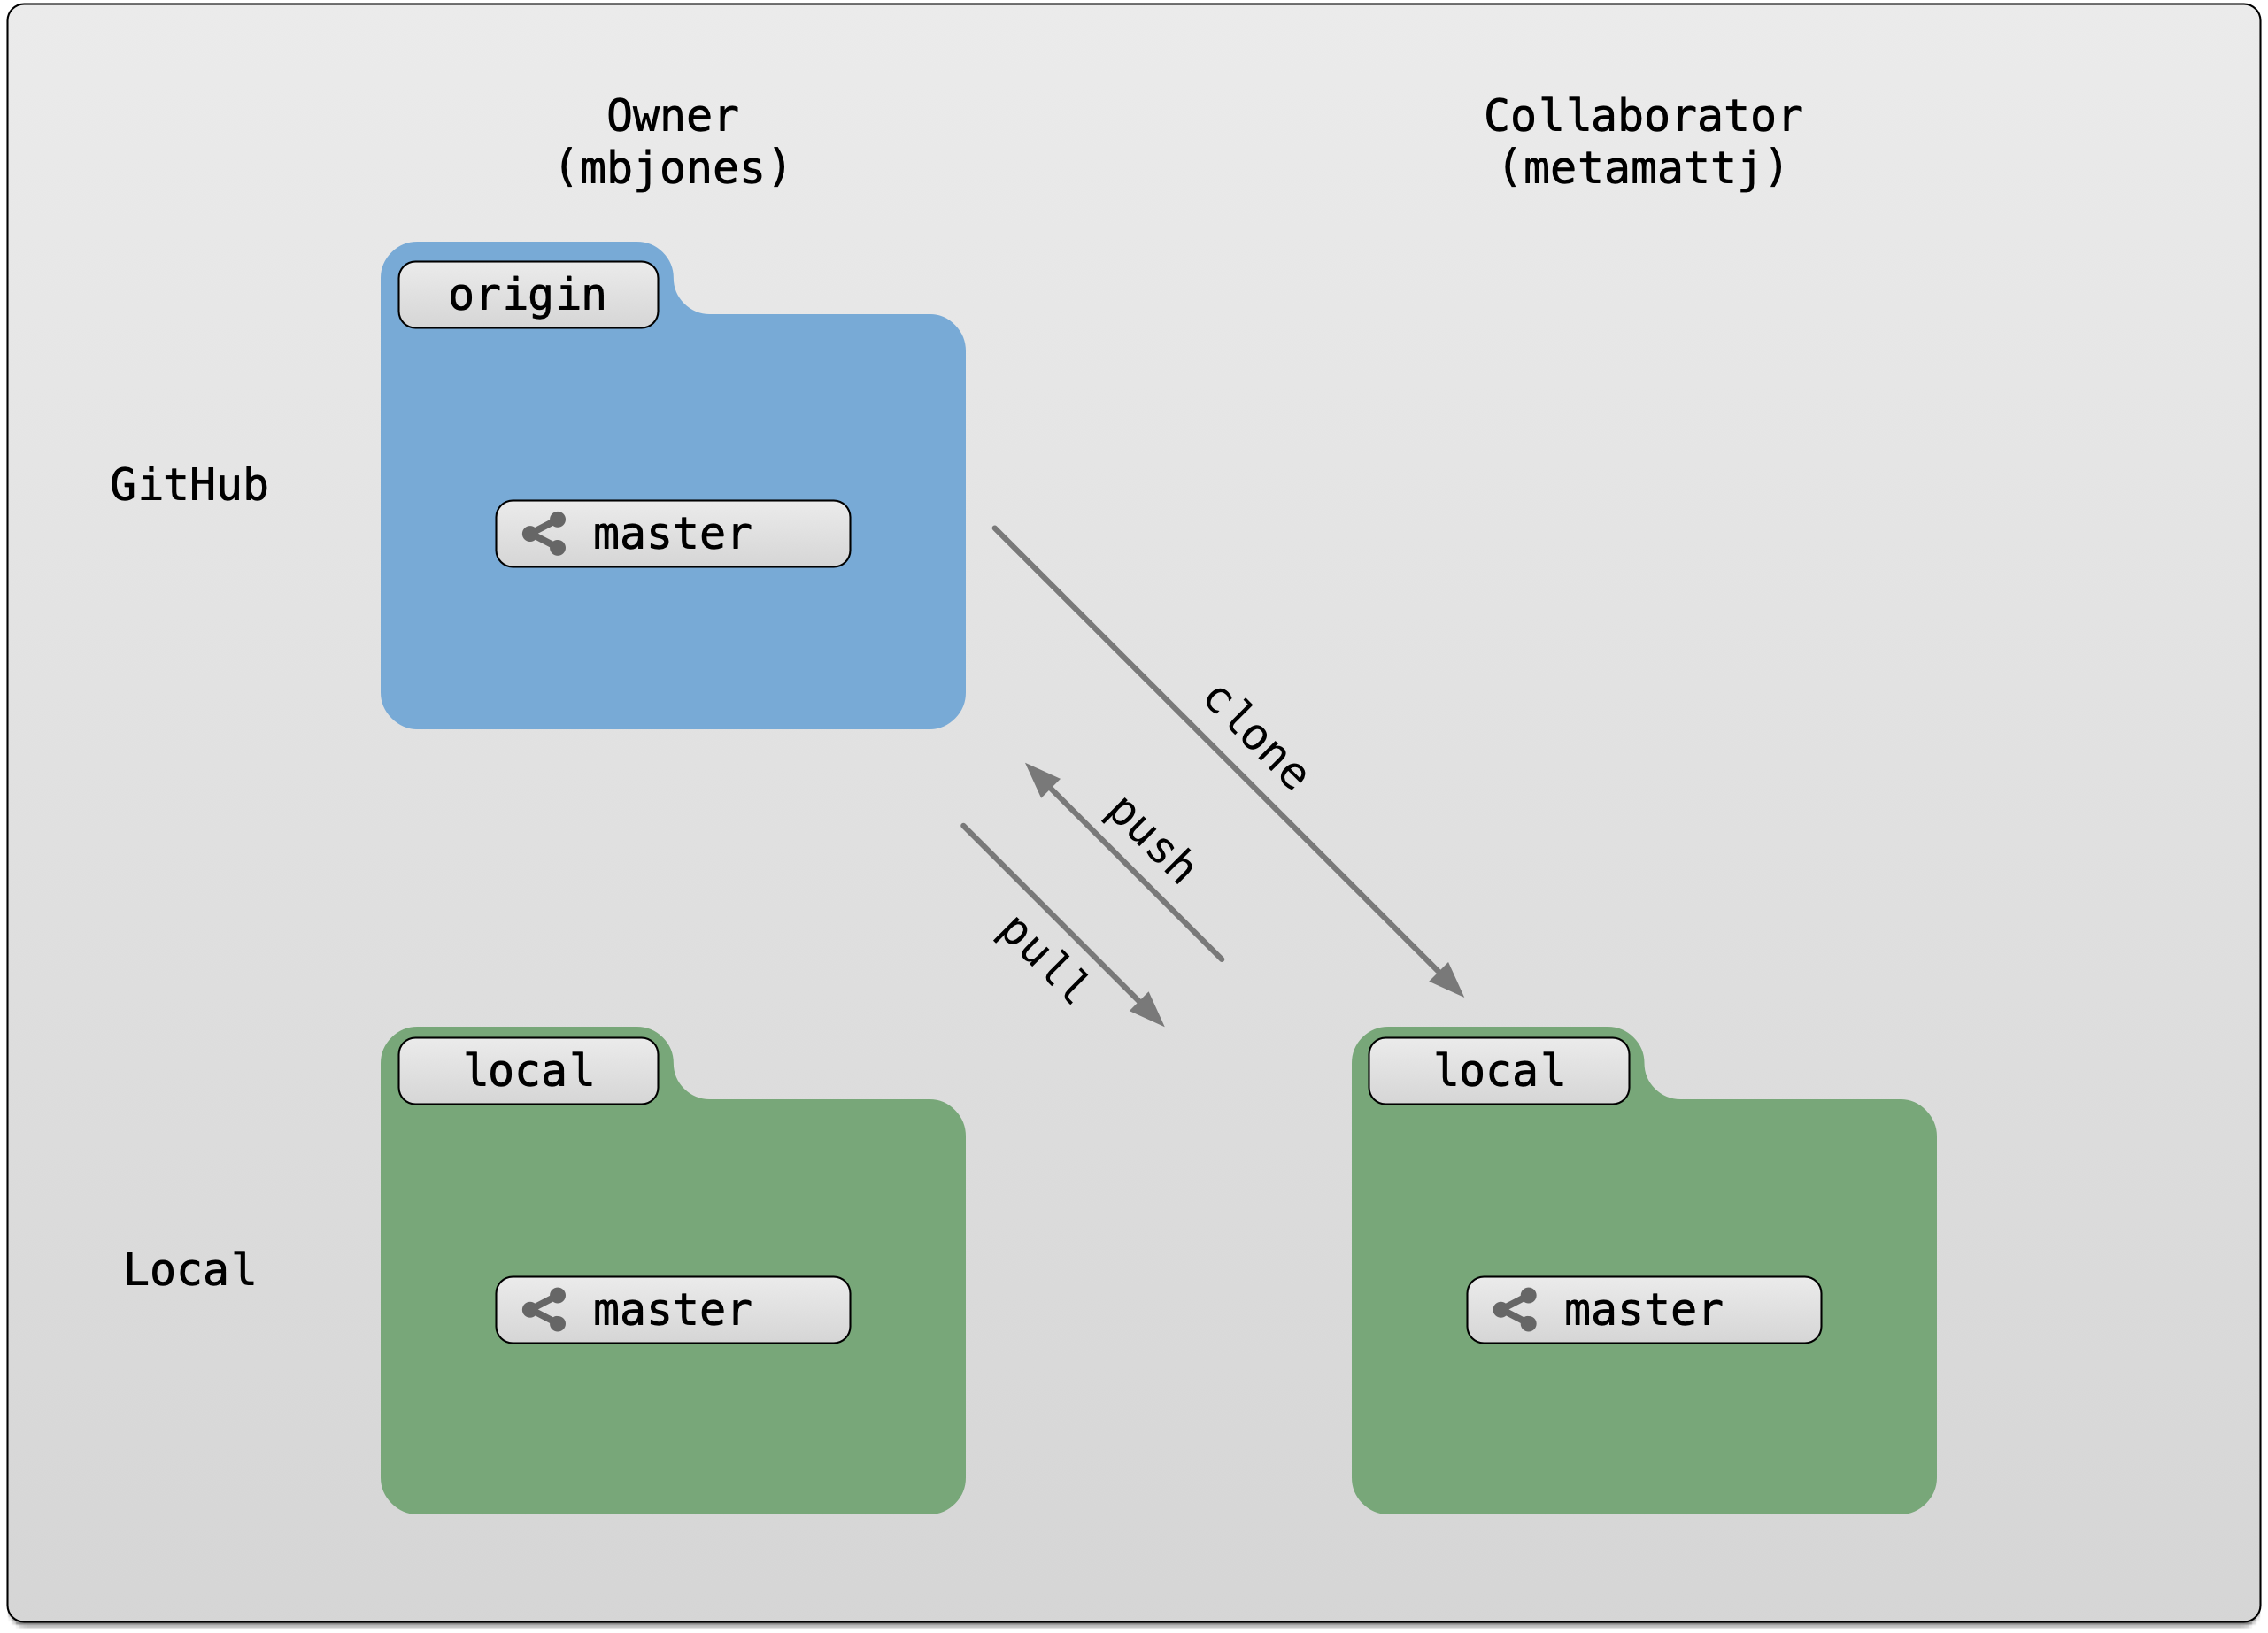 Owner
(mbjones)
Collaborator
(metamattj)
origin
GitHub
master
clone
push
pull
local
local
Local
master
master